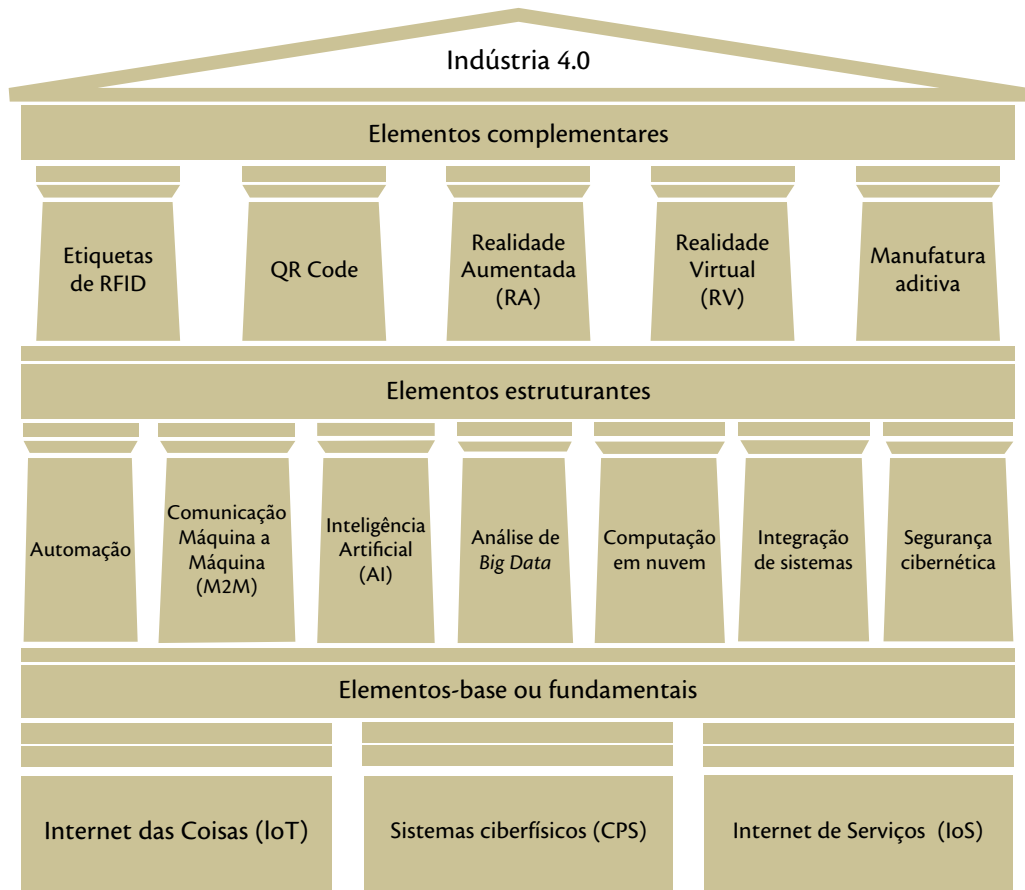 Indústria 4.0
Elementos complementares
Etiquetas
de RFID
QR Code
Realidade
Aumentada
(RA)
Realidade
Virtual
(RV)
Manufatura
aditiva
Elementos estruturantes
Automação
Comunicação
Máquina a
Máquina
(M2M)
Inteligência
Artificial
(AI)
Análise de
Big Data
Computação
em nuvem
Integração
de sistemas
Segurança
cibernética
Elementos-base ou fundamentais
Internet das Coisas (IoT)
Sistemas ciberfísicos (CPS)
Internet de Serviços (IoS)